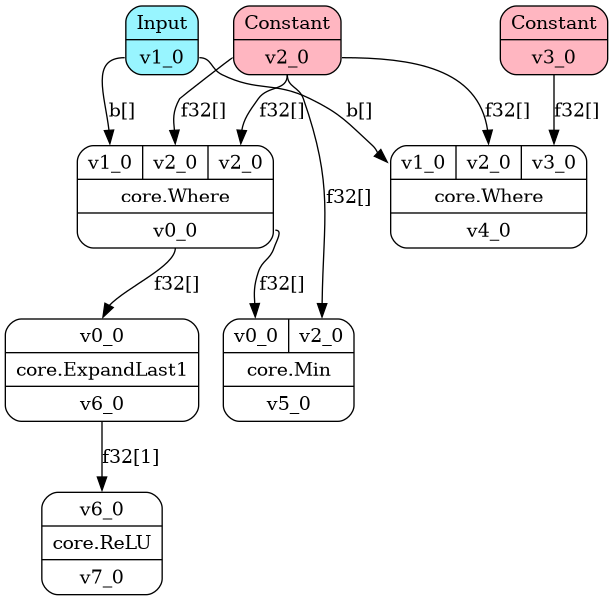 Input
v1_0
Constant
v2_0
Constant
v3_0
b[]
f32[]
f32[]
b[]
f32[]
f32[]
v1_0 v2_0 v2_0
core.Where
v0_0
v1_0 v2_0 v3_0
core.Where
v4_0
f32[]
f32[]
f32[]
v0_0
core.ExpandLast1
v6_0
v0_0 v2_0
core.Min
v5_0
f32[1]
v6_0
core.ReLU
v7_0